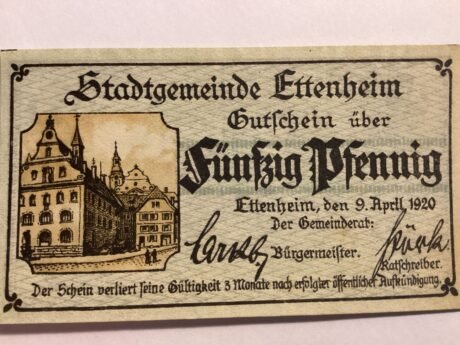 Stadtgemeinde Ettenheim
Gutschein über
Fünfzig Pfennig
Ettenheim, den 9. April 1920
Der Gemeinderat:
Bürgermeister.
Ratschreiber.
Der Schein verliert seine Gültigkeit 3 Monate nach erfolgter öffentlicher Aufkündigung.